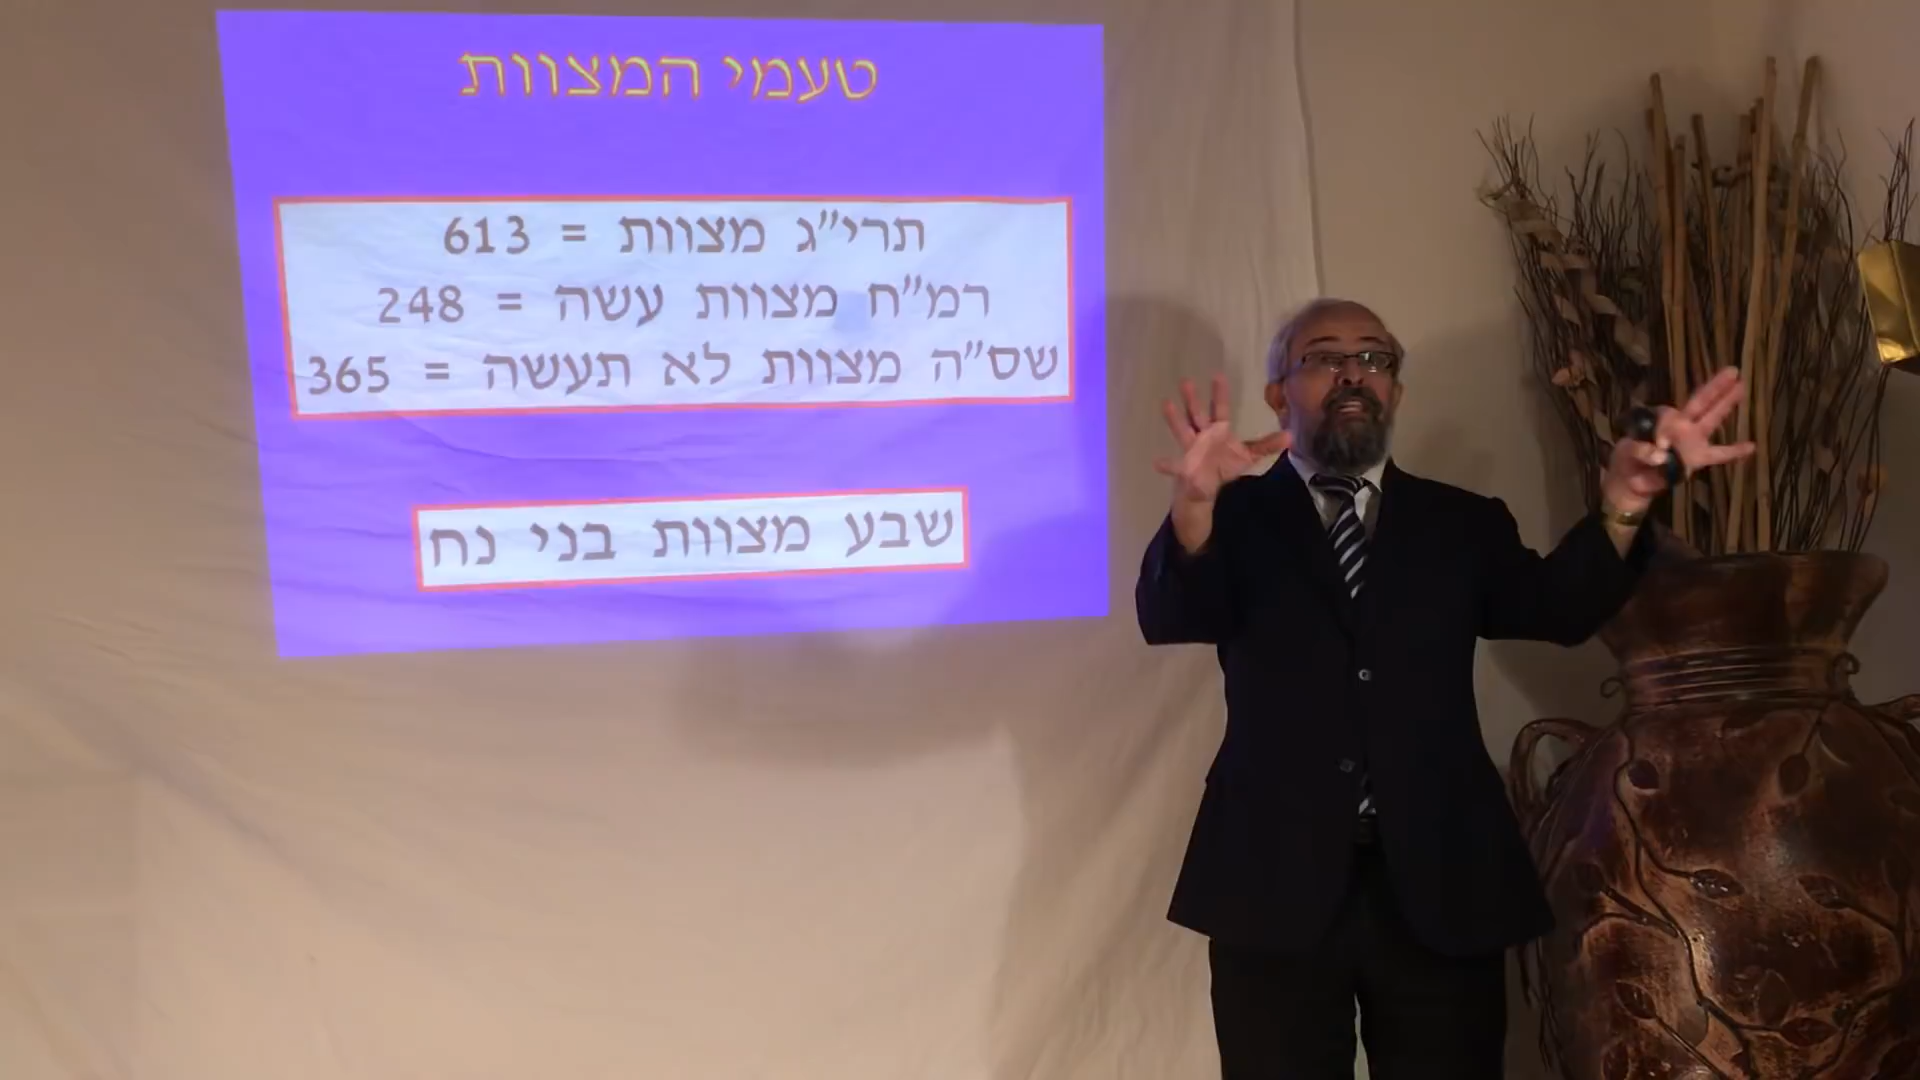 טעמי המצוות
תרי"ג מצוות = 613
רמ"ח מצוות עשה = 248
שס"ה מצוות לא תעשה = 365
שבע מצוות בני נח